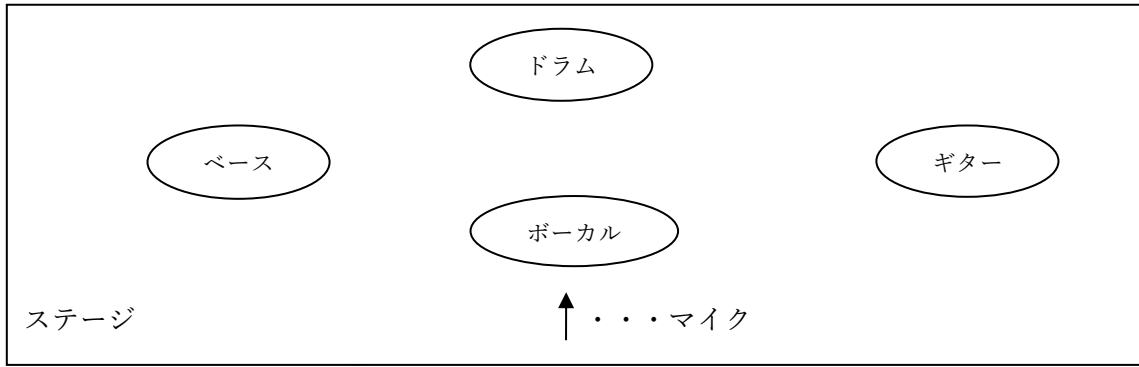 ドラム
ベース
ギター
ボーカル
ステージ
・・・マイク